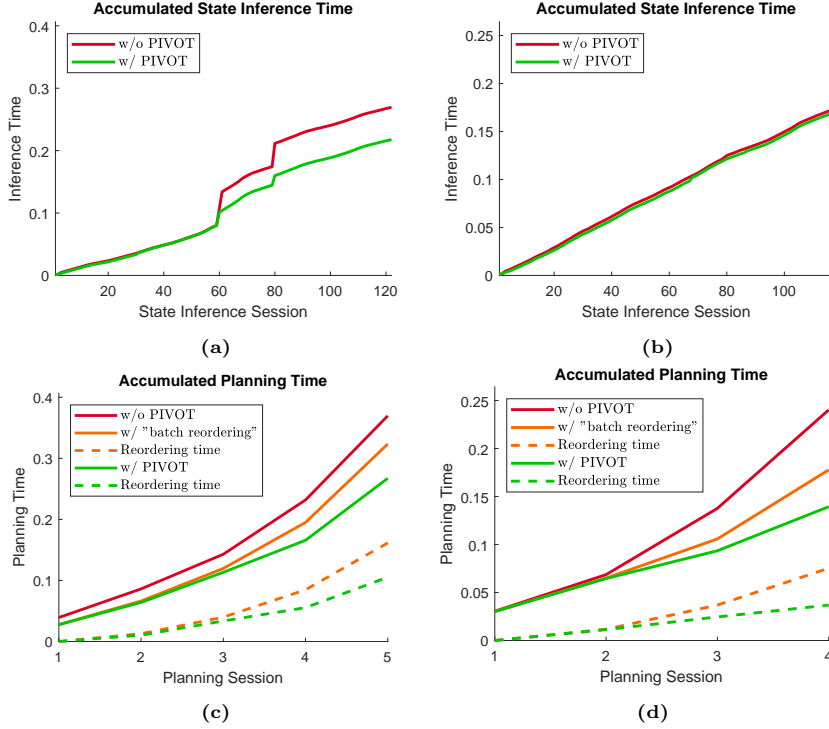 Accumulated State Inference Time
0.4
0.3
0.2
0.1
0
Inference Time
w/o PIVOT
w/ PIVOT
20
40
60
80
100
120
State Inference Session
(a)
Accumulated State Inference Time
0.25
0.2
0.15
0.1
0.05
0
Inference Time
w/o PIVOT
w/ PIVOT
20
40
60
80
100
State Inference Session
(b)
Accumulated Planning Time
0.4
0.3
0.2
0.1
0
Planning Time
w/o PIVOT
w/ "batch reordering"
Reordering time
w/ PIVOT
Reordering time
1
2
3
4
5
Planning Session
(c)
Accumulated Planning Time
0.25
0.2
0.15
0.1
0.05
0
Planning Time
w/o PIVOT
w/ "batch reordering"
Reordering time
w/ PIVOT
Reordering time
1
2
3
4
Planning Session
(d)